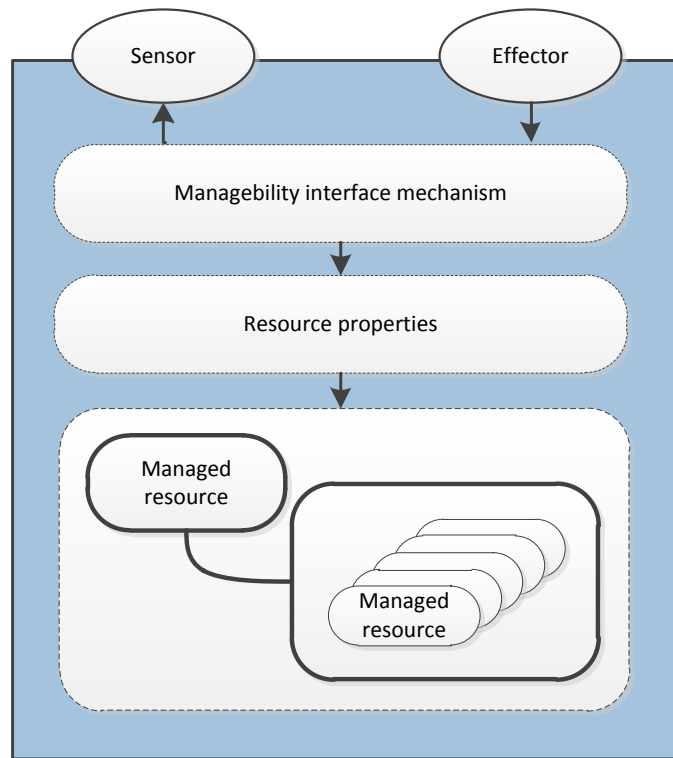 Sensor
Effector
Managebility interface mechanism
Resource properties
Managed
resource
Managed
resource